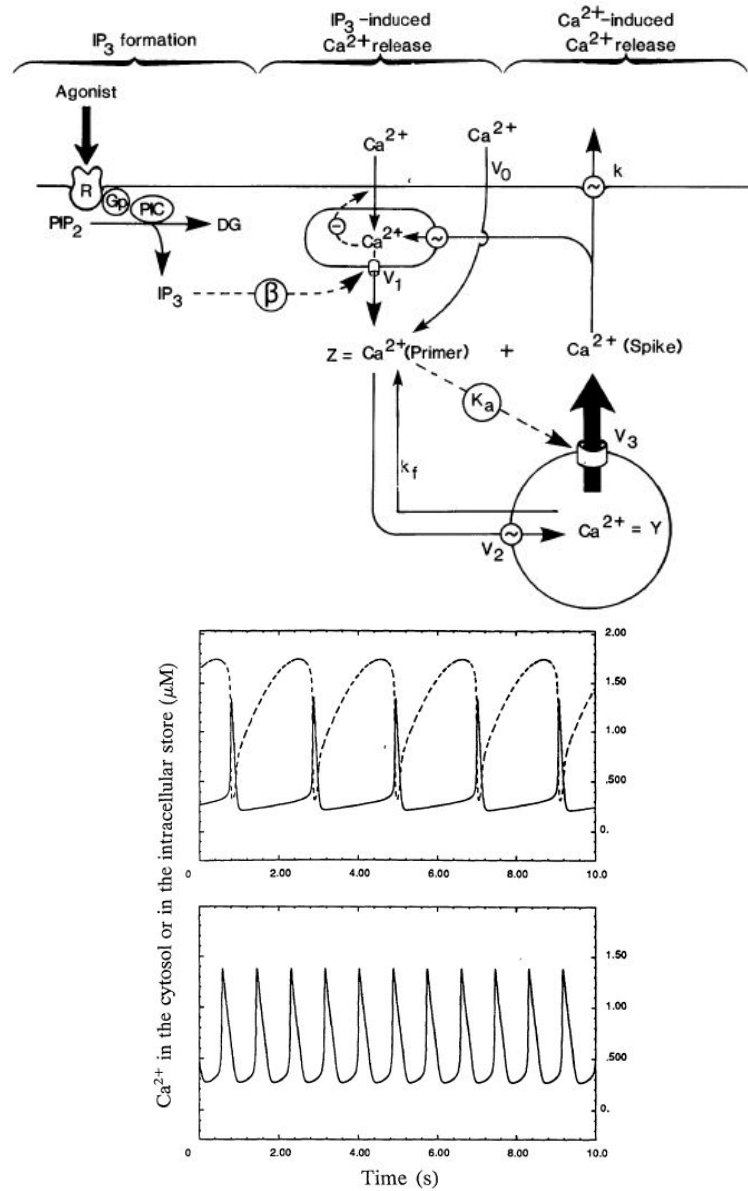 IP3 formation
IP3-induced
Ca2+ release
Ca2+-induced
Ca2+ release
Agonist
R
Gp
PIC
PIP2
DG
IP3
β
Ca2+
Ca2+
V0
k
~
−
Ca2+
~
V1
Z = Ca2+ (Primer) + Ca2+ (Spike)
Ka
V3
kf
Ca2+ = Y
~
V2
Ca2+ in the cytosol or in the intracellular store (μM)
2.00
1.50
1.00
.500
0.
0 2.00 4.00 6.00 8.00 10.0
1.50
1.00
.500
0.
0 2.00 4.00 6.00 8.00 10.0
Time (s)